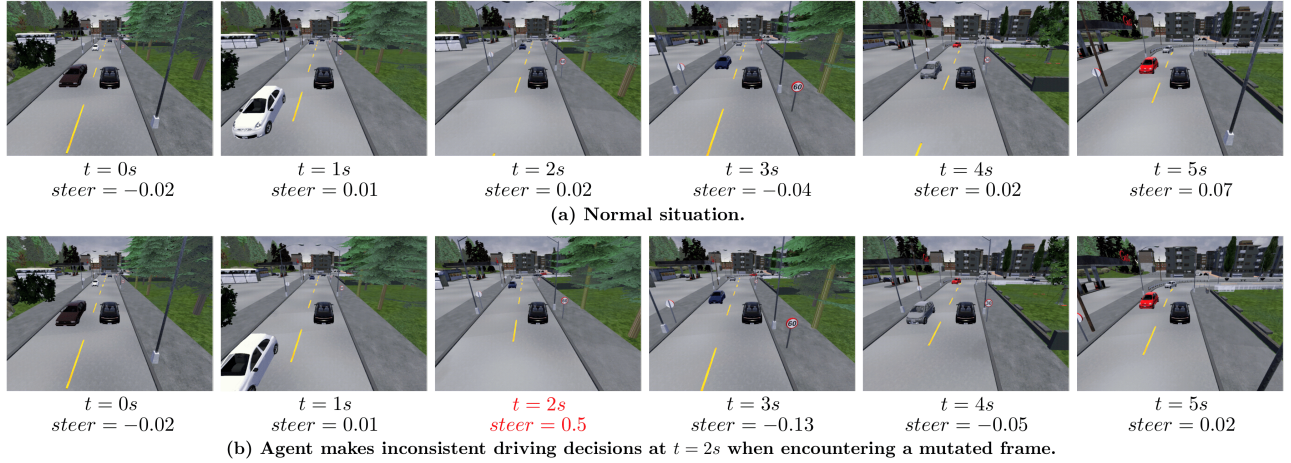 60
t = 0s
t = 1s
t = 2s
t = 3s
t = 4s
t = 5s
steer = −0.02
steer = 0.01
steer = 0.02
steer = −0.04
steer = 0.02
steer = 0.07
(a) Normal situation.
60
t = 0s
t = 1s
t = 2s
t = 3s
t = 4s
t = 5s
steer = −0.02
steer = 0.01
steer = 0.5
steer = −0.13
steer = −0.05
steer = 0.02
(b) Agent makes inconsistent driving decisions at t = 2s when encountering a mutated frame.